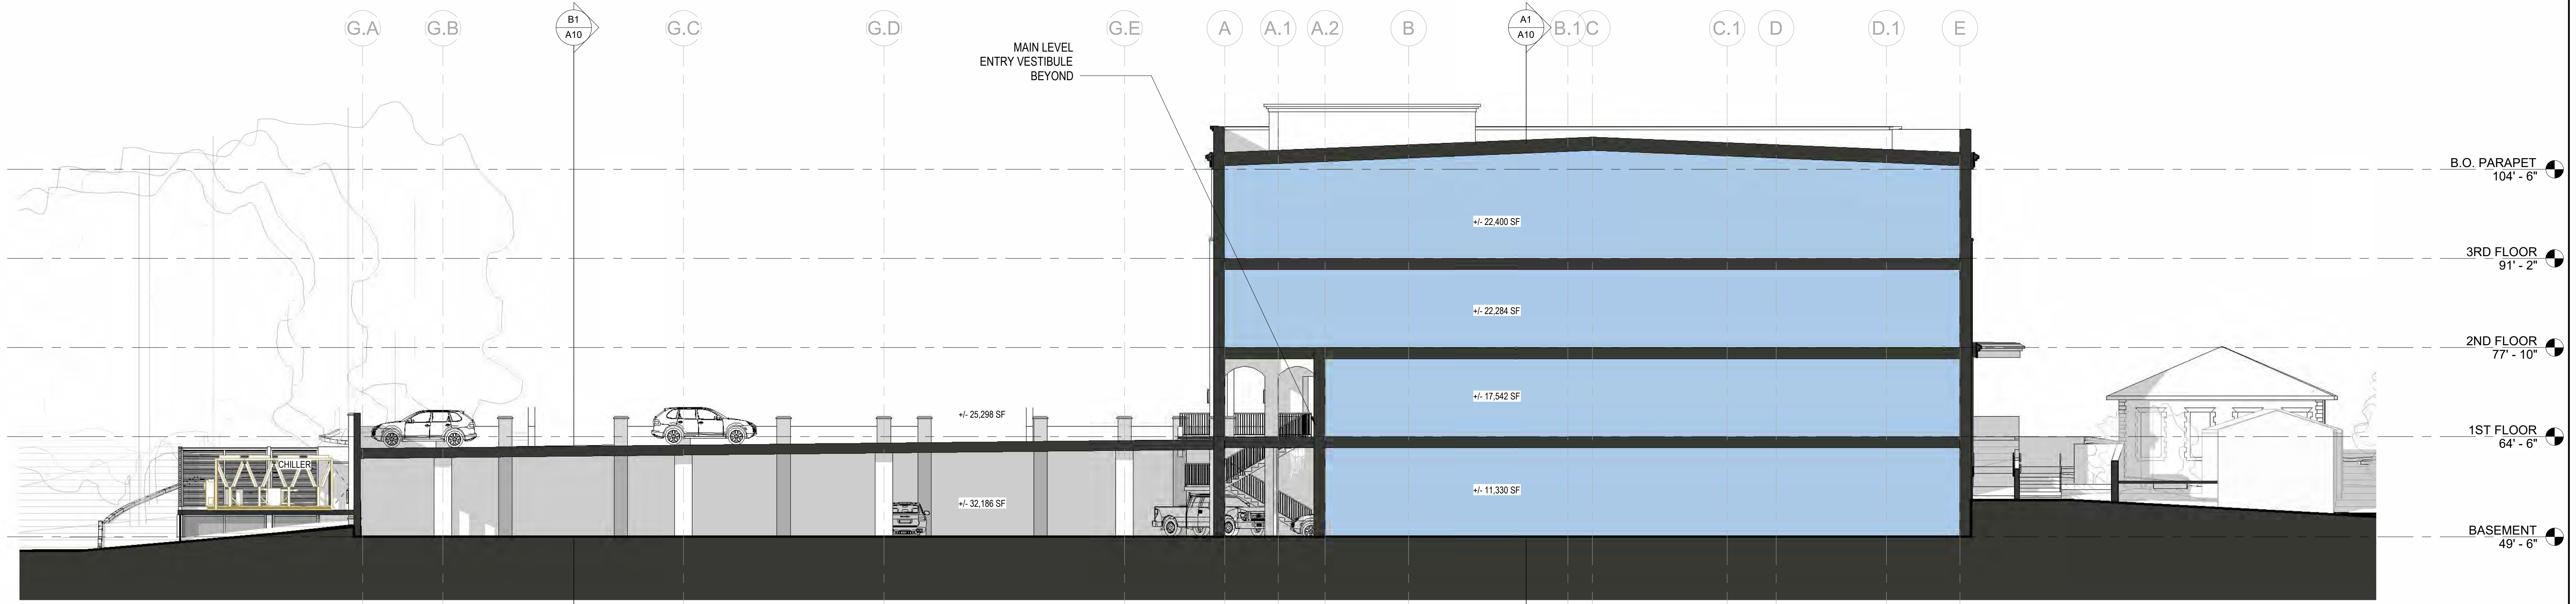 G.A
G.B
B1
A10
G.C
G.D
G.E
A
A.1
A.2
B
A1
A10
B.1
C
C.1
D
D.1
E
MAIN LEVEL
ENTRY VESTIBULE
BEYOND
B.O. PARAPET
104' - 6"
+/- 22,400 SF
3RD FLOOR
91' - 2"
+/- 22,284 SF
2ND FLOOR
77' - 10"
+/- 17,542 SF
+/- 25,298 SF
1ST FLOOR
64' - 6"
CHILLER
+/- 11,330 SF
+/- 32,186 SF
BASEMENT
49' - 6"